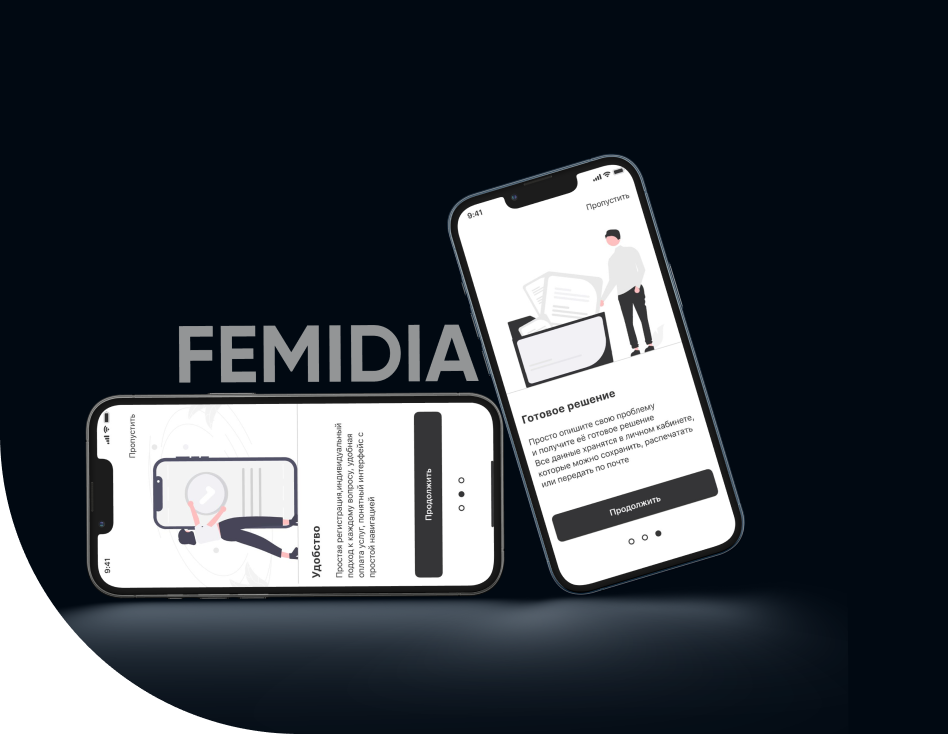 FEMIDIA
9:41
Пропустить
Удобство
Простая регистрация,индивидуальный
подход к каждому вопросу, удобная
оплата услуг, понятный интерфейс с
простой навигацией
Продолжить
9:41
Пропустить
Готовое решение
Просто опишите свою проблему
и получите её готовое решение
Все данные хранятся в личном кабинете,
которые можно сохранить, распечатать
или передать по почте
Продолжить